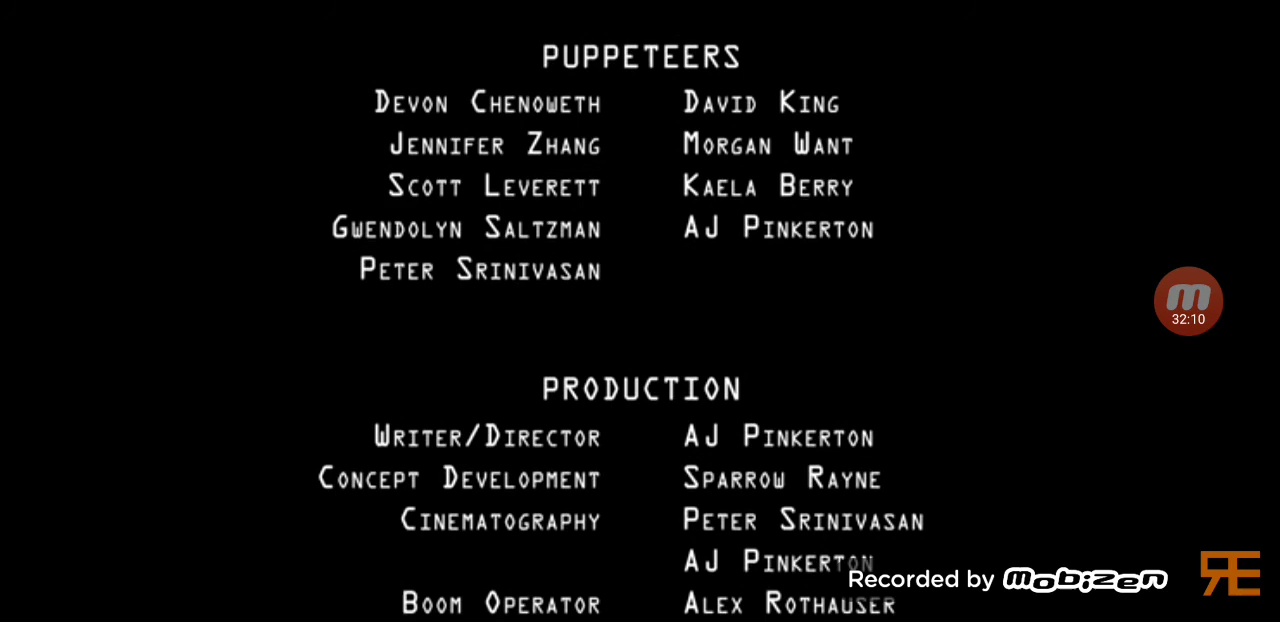 PUPPETEERS
DEVON CHENOWETH DAVID KING
JENNIFER ZHANG MORGAN WANT
SCOTT LEVERETT KAELA BERRY
GWENDOLYN SALTZMAN AJ PINKERTON
PETER SRINIVASAN
m
32:10
PRODUCTION
WRITER/DIRECTOR AJ PINKERTON
CONCEPT DEVELOPMENT SPARROW RAYNE
CINEMATOGRAPHY PETER SRINIVASAN
AJ PINKERTON
Recorded by mobizen
RE
BOOM OPERATOR ALEX ROTHAUSER